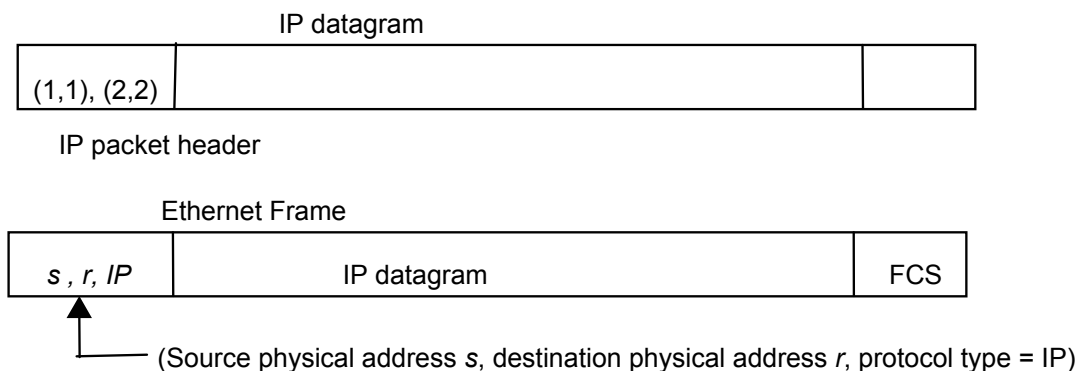 IP datagram
(1,1), (2,2)
IP packet header
Ethernet Frame
s , r, IP
IP datagram
FCS
(Source physical address s, destination physical address r, protocol type = IP)